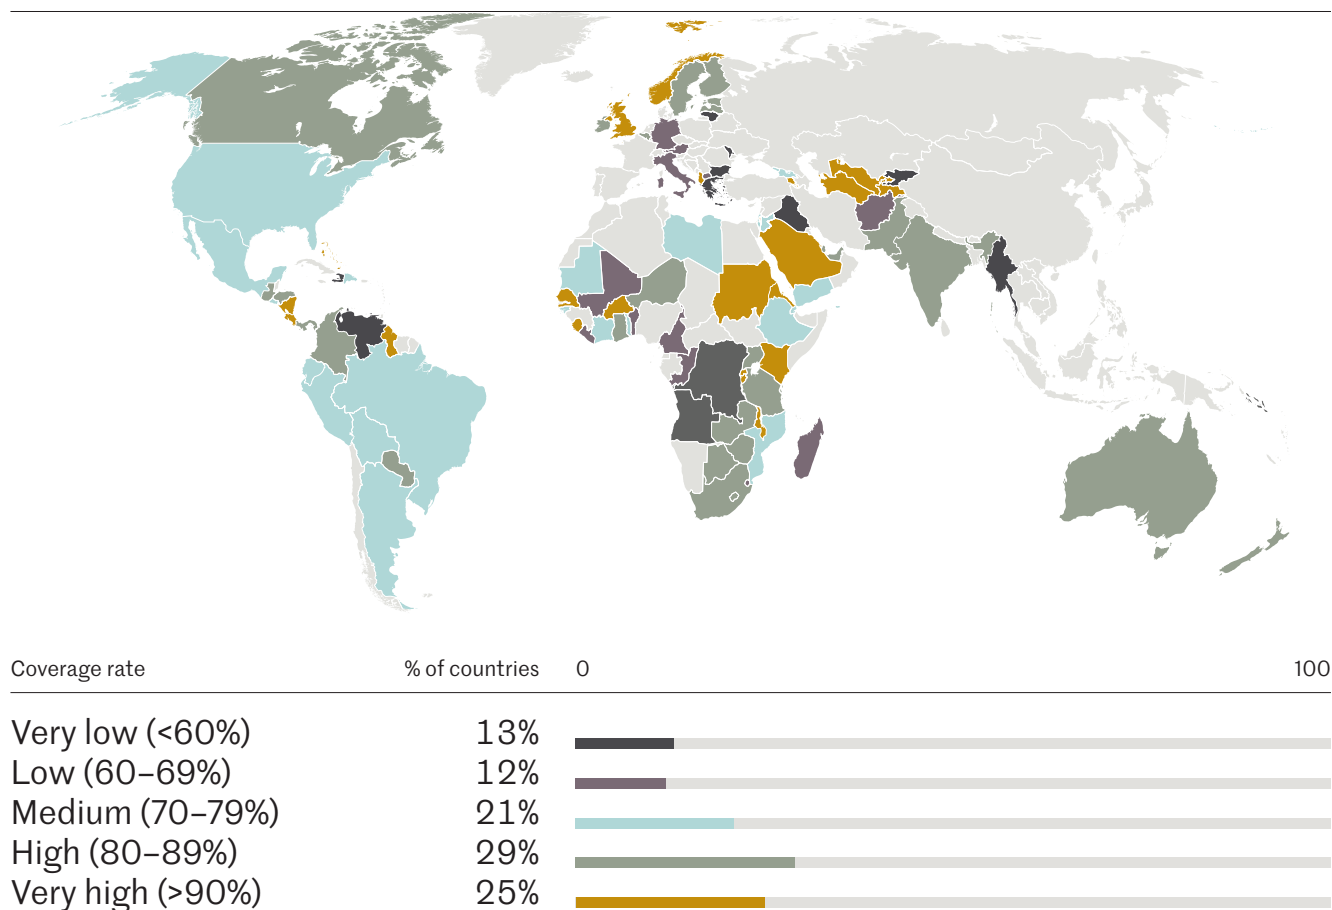 Coverage rate % of countries 0 100
Very low (<60%) 13%
Low (60–69%) 12%
Medium (70–79%) 21%
High (80–89%) 29%
Very high (>90%) 25%